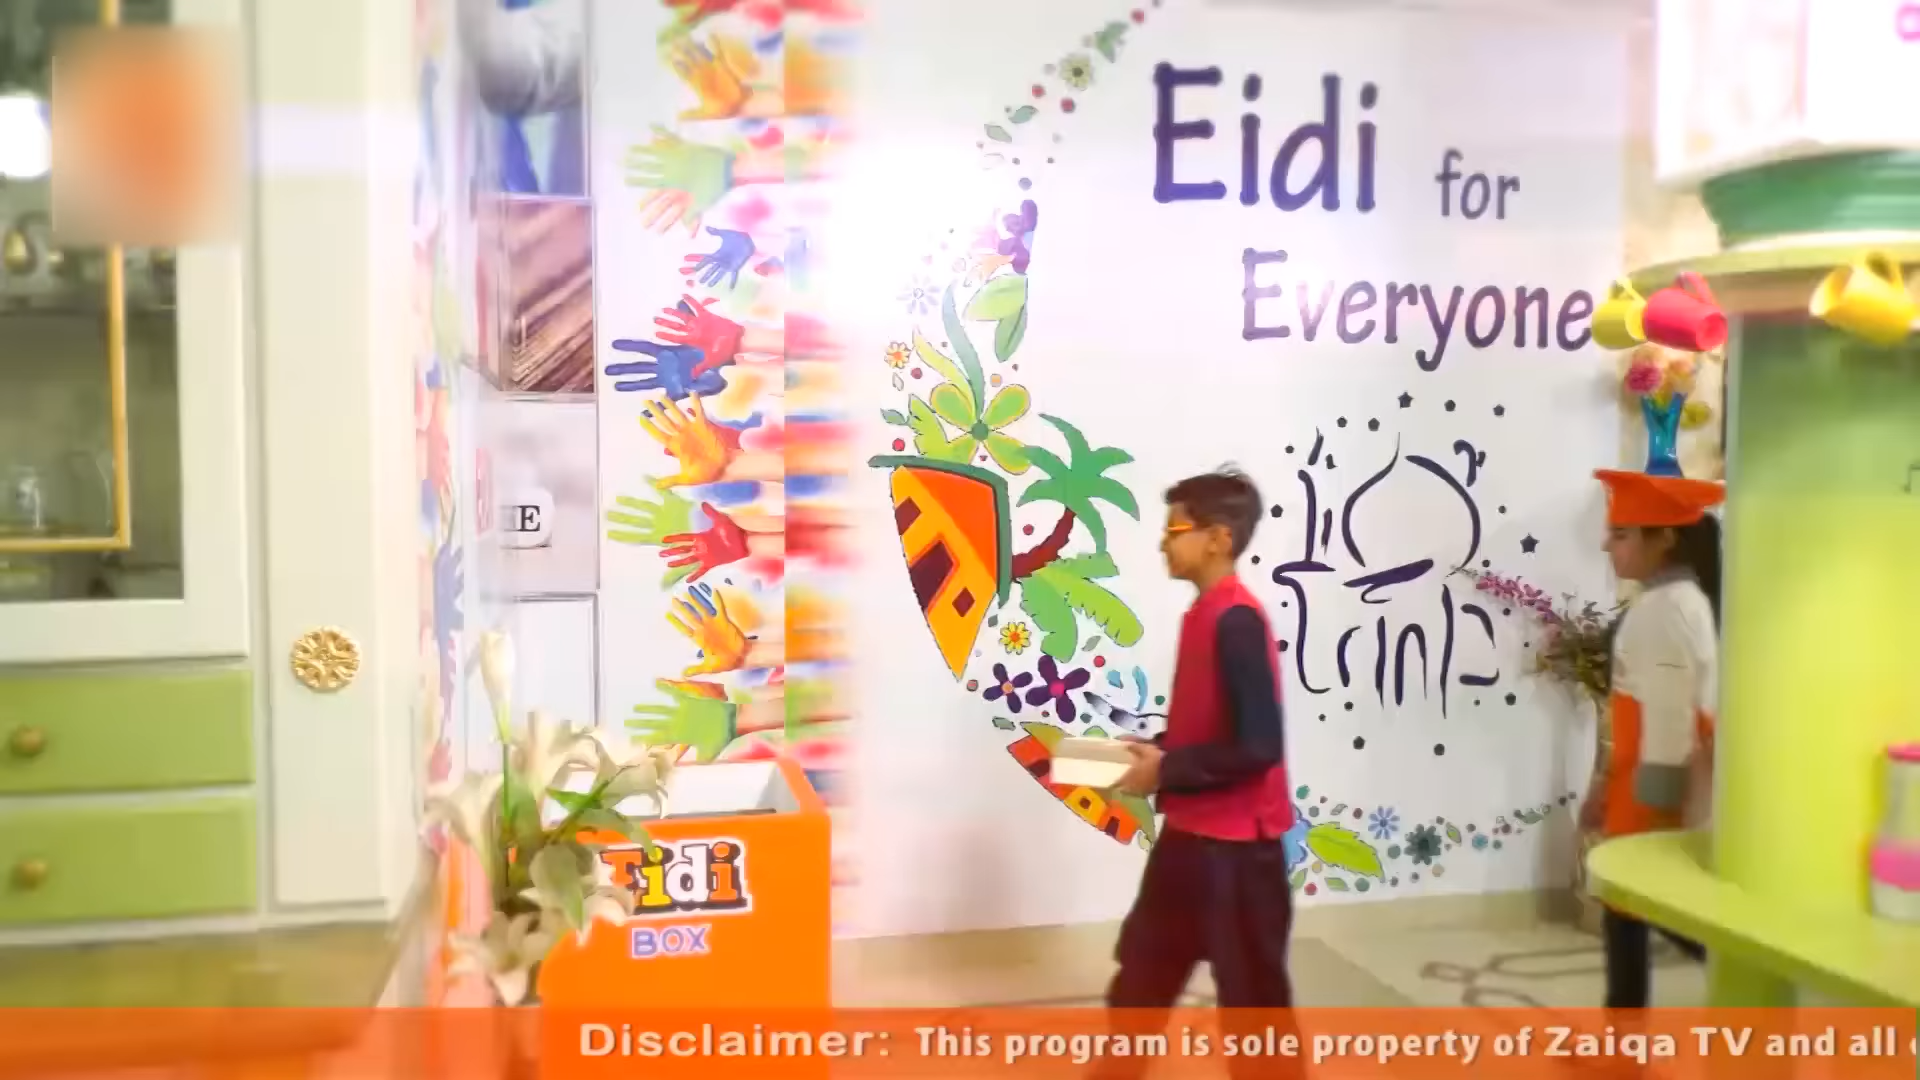 Eidi for
Everyone
Eidi
BOX
Disclaimer: This program is sole property of Zaiqa TV and all